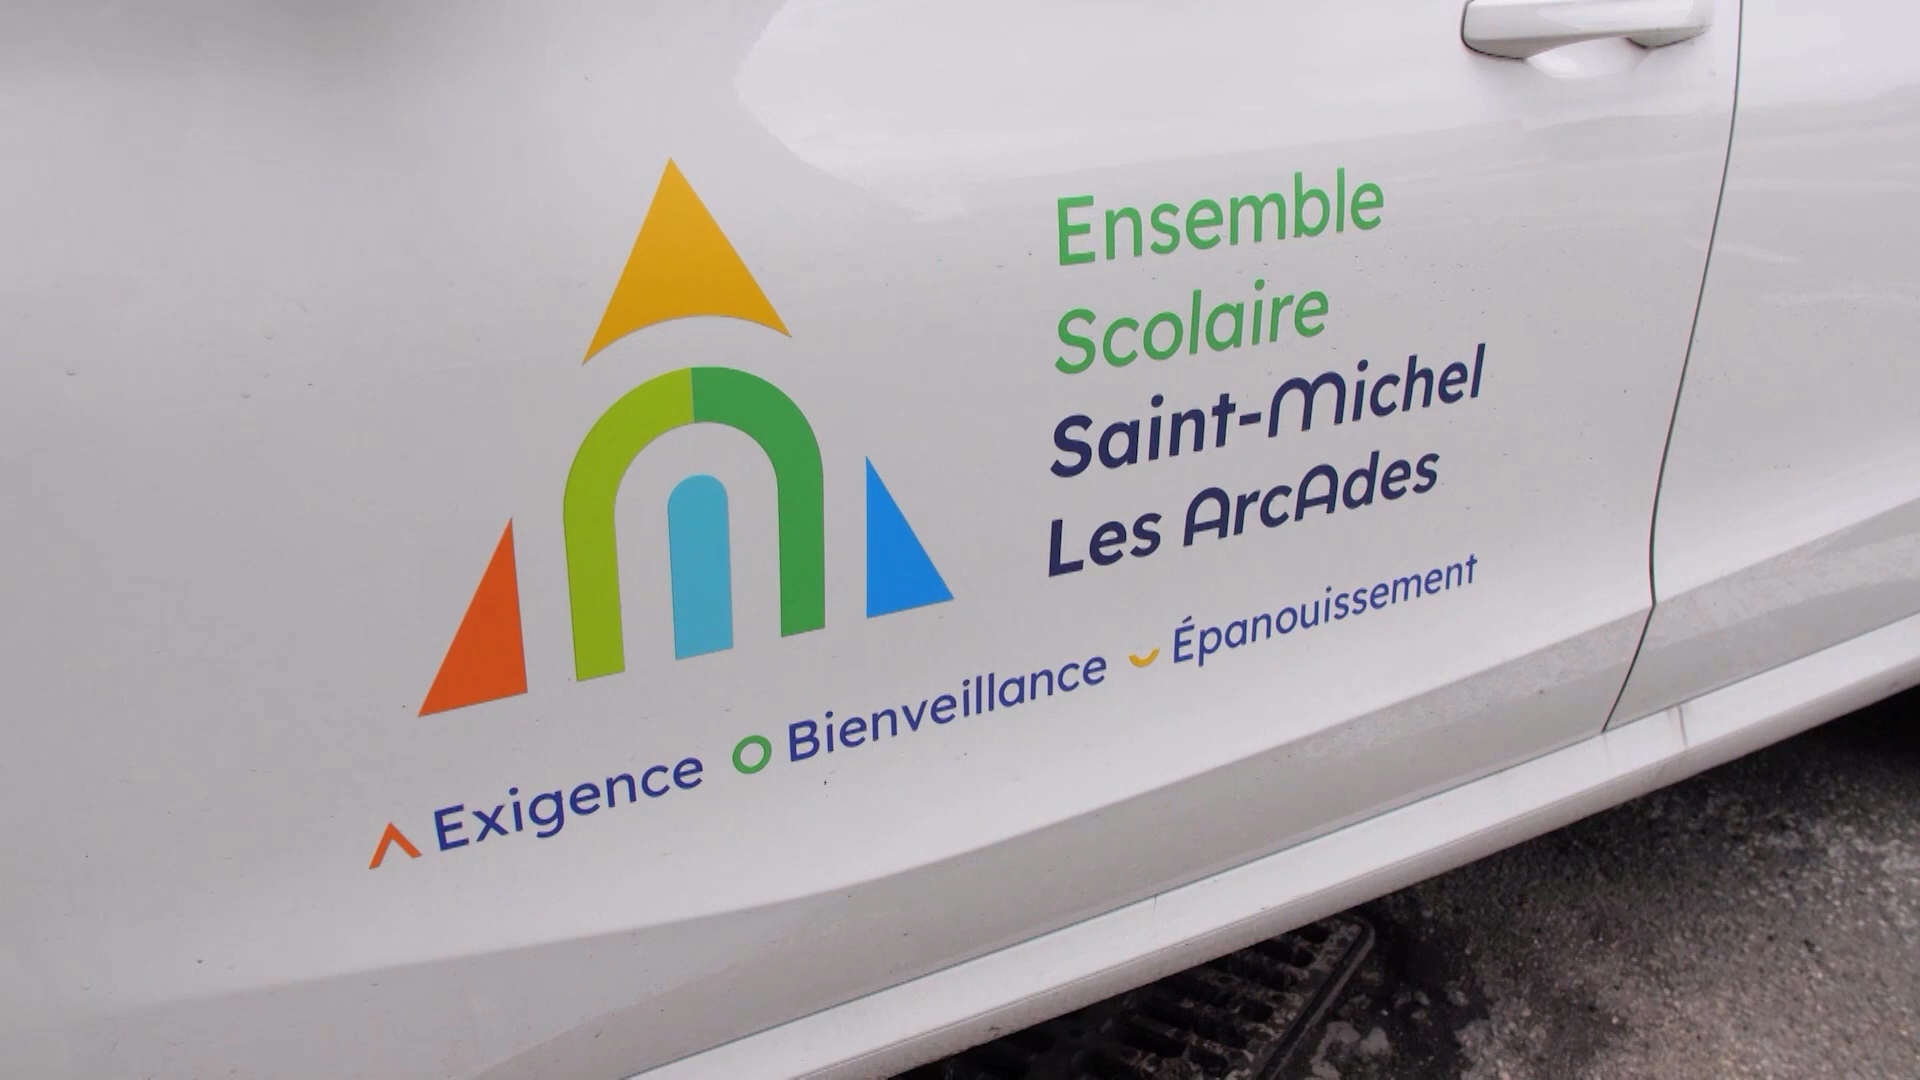 Ensemble
Scolaire
Saint-Michel
Les ArcAdes
Exigence Bienveillance Épanouissement